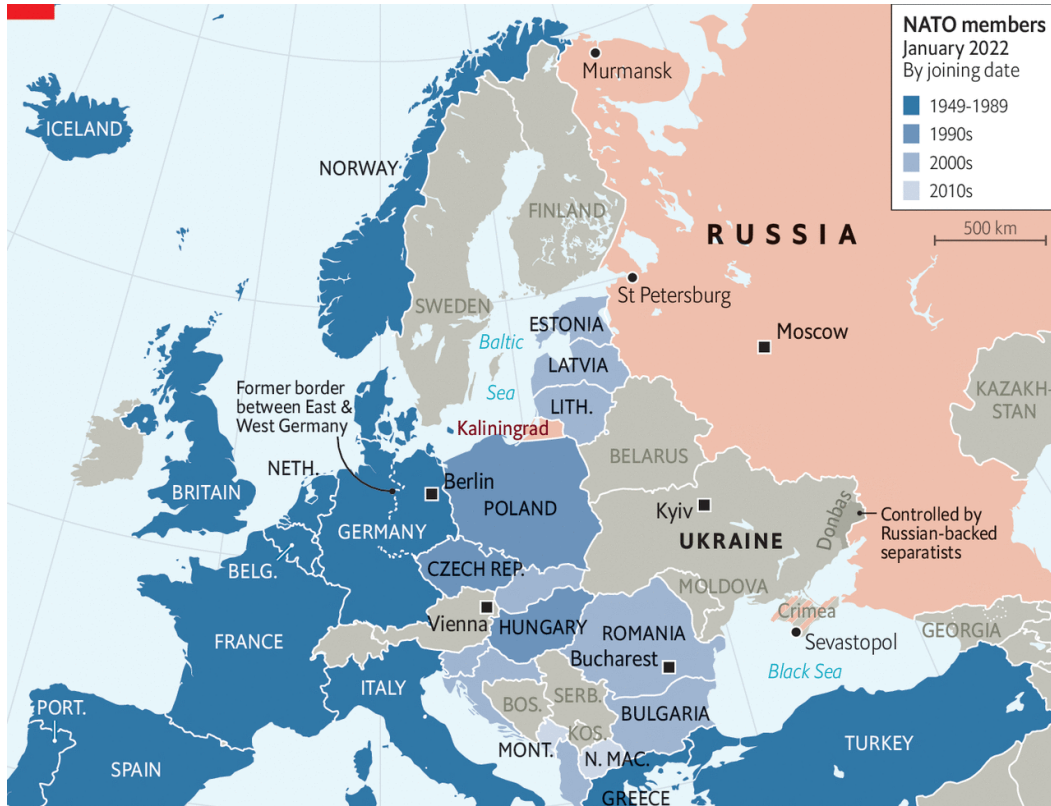 NATO members
January 2022
By joining date
1949-1989
1990s
2000s
2010s
500 km
Murmansk
ICELAND
NORWAY
FINLAND
RUSSIA
SWEDEN
St Petersburg
ESTONIA
Moscow
Baltic
Sea
LATVIA
KAZAKH-
STAN
Former border
between East &
West Germany
LITH.
Kaliningrad
BELARUS
NETH.
BRITAIN
Berlin
POLAND
Kyiv
Donbas
Controlled by
Russian-backed
separatists
GERMANY
UKRAINE
BELG.
CZECH REP.
MOLDOVA
Crimea
Vienna
HUNGARY
ROMANIA
Sevastopol
GEORGIA
FRANCE
Bucharest
Black Sea
ITALY
PORT.
BOS.
SERB.
BULGARIA
KOS.
MONT.
N. MAC.
TURKEY
SPAIN
GREECE